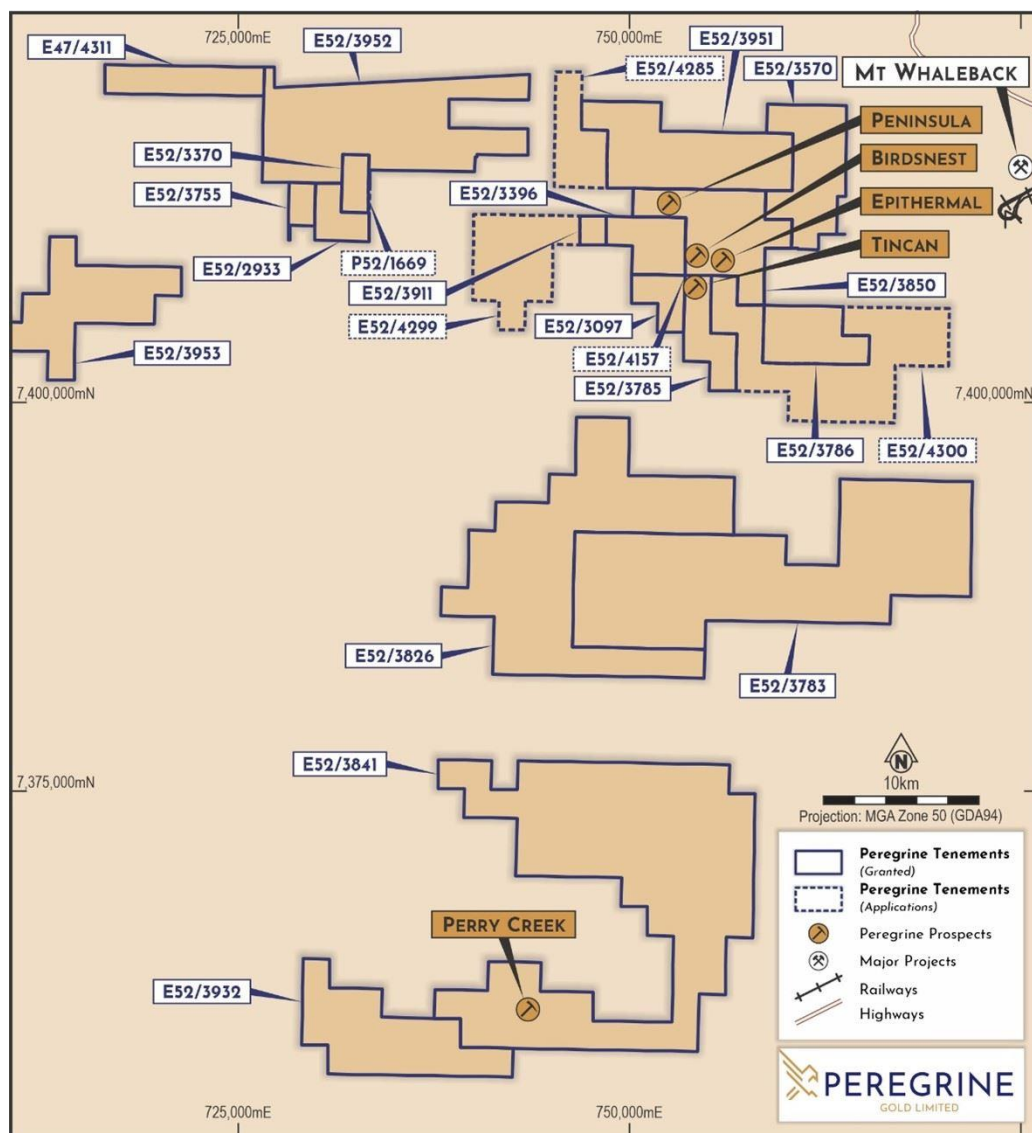 725,000mE
750,000mE
E47/4311
E52/3952
E52/3951
E52/4285
E52/3570
MT WHALEBACK
PENINSULA
E52/3370
BIRDSNEST
E52/3755
E52/3396
EPITHERMAL
TINCAN
E52/2933
P52/1669
E52/3911
E52/3850
E52/4299
E52/3097
E52/3953
E52/4157
E52/3785
7,400,000mN
7,400,000mN
E52/3786
E52/4300
E52/3826
E52/3783
E52/3841
7,375,000mN
N
10km
Projection: MGA Zone 50 (GDA94)
Peregrine Tenements
(Granted)
Peregrine Tenements
(Applications)
Peregrine Prospects
Major Projects
Railways
Highways
PERRY CREEK
E52/3932
PEREGRINE
GOLD LIMITED
725,000mE
750,000mE